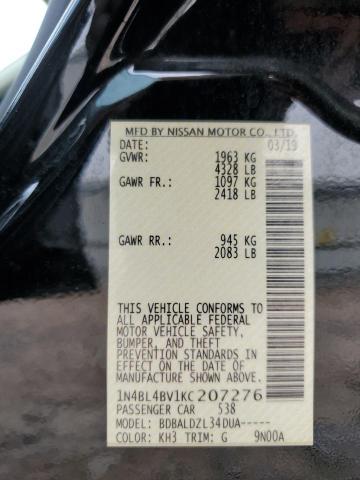 MFD BY NISSAN MOTOR CO., LTD.
DATE: 03/19
GVWR: 1963 KG
4328 LB
GAWR FR.: 1097 KG
2418 LB
GAWR RR.: 945 KG
2083 LB
THIS VEHICLE CONFORMS TO
ALL APPLICABLE FEDERAL
MOTOR VEHICLE SAFETY,
BUMPER, AND THEFT
PREVENTION STANDARDS IN
EFFECT ON THE DATE OF
MANUFACTURE SHOWN ABOVE.
1N4BL4BV1KC207276
PASSENGER CAR 538
MODEL: BDBALDZL34DUA-----
COLOR: KH3 TRIM: G 9N00A